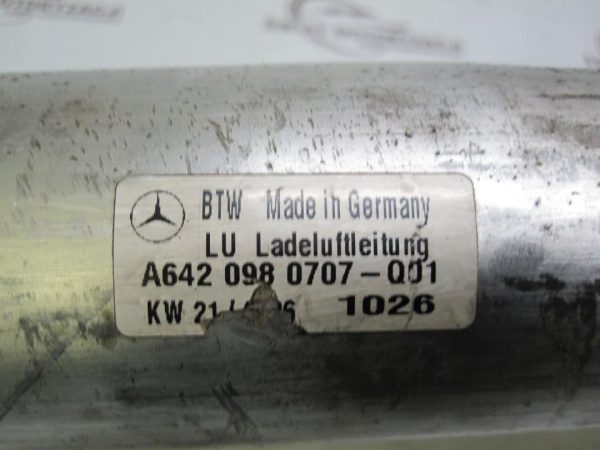 BTW Made in Germany
LU Ladeluftleitung
A642 098 0707-Q01
KW 21 1026